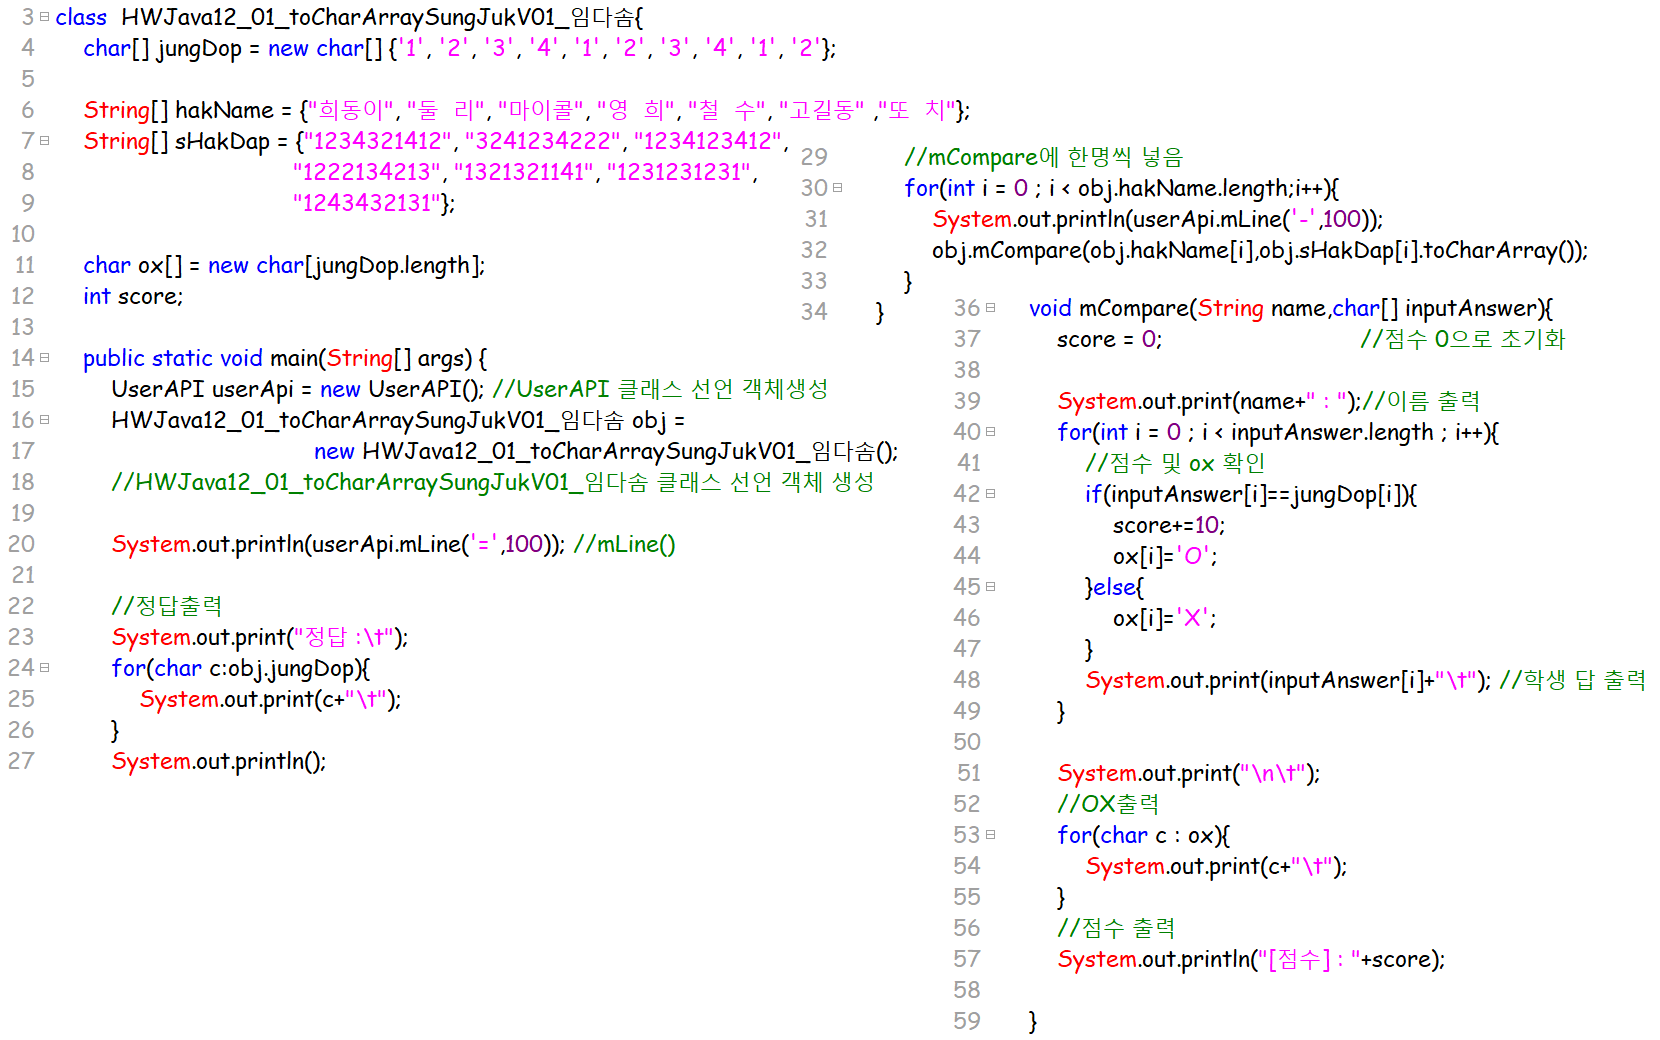 3 class  HWJava12_01_toCharArraySungJukV01_임다솜{
4 char[] jungDop = new char[] {'1', '2', '3', '4', '1', '2', '3', '4', '1', '2'};
5
6 String[] hakName = {"희동이", "둘  리", "마이콜","영  희", "철  수","고길동" ,"또  치"};
7 String[] sHakDap = {"1234321412", "3241234222", "1234123412",
8 "1222134213", "1321321141", "1231231231",
9 "1243432131"};
10
11 char ox[] = new char[jungDop.length];
12 int score;
13
14 public static void main(String[] args) {
15 UserAPI userApi = new UserAPI(); //UserAPI 클래스 선언 객체생성
16 HWJava12_01_toCharArraySungJukV01_임다솜 obj =
17 new HWJava12_01_toCharArraySungJukV01_임다솜();
18 //HWJava12_01_toCharArraySungJukV01_임다솜 클래스 선언 객체 생성
19
20 System.out.println(userApi.mLine('=',100)); //mLine()
21
22 //정답출력
23 System.out.print("정답 :\t");
24 for(char c:obj.jungDop){
25 System.out.print(c+"\t");
26 }
27 System.out.println();
29 //mCompare에 한명씩 넣음
30 for(int i = 0 ; i < obj.hakName.length;i++){
31 System.out.println(userApi.mLine('-',100));
32 obj.mCompare(obj.hakName[i],obj.sHakDap[i].toCharArray());
33 }
34 }
36 void mCompare(String name,char[] inputAnswer){
37 score = 0; //점수 0으로 초기화
38
39 System.out.print(name+" : ");//이름 출력
40 for(int i = 0 ; i < inputAnswer.length ; i++){
41 //점수 및 ox 확인
42 if(inputAnswer[i]==jungDop[i]){
43 score+=10;
44 ox[i]='O';
45 }else{
46 ox[i]='X';
47 }
48 System.out.print(inputAnswer[i]+"\t"); //학생 답 출력
49 }
50
51 System.out.print("\n\t");
52 //OX출력
53 for(char c : ox){
54 System.out.print(c+"\t");
55 }
56 //점수 출력
57 System.out.println("[점수] : "+score);
58
59 }